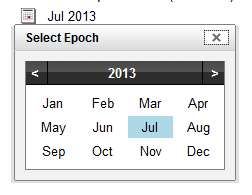 Jul 2013
Select Epoch
< 2013 >
Jan Feb Mar Apr
May Jun Jul Aug
Sep Oct Nov Dec